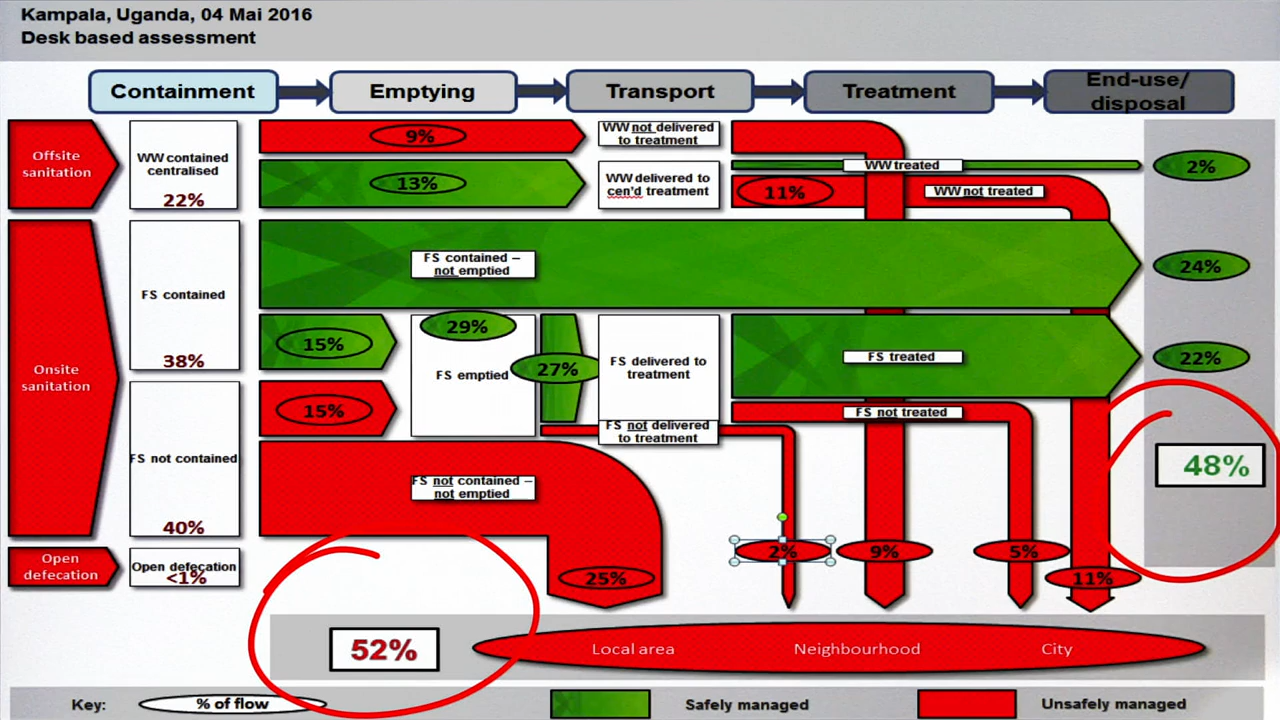 Kampala, Uganda, 04 Mai 2016
Desk based assessment
Containment
Emptying
Transport
Treatment
End-use/
disposal
Offsite
sanitation
WW contained
centralised
22%
9%
WW not delivered
to treatment
13%
WW delivered to
cen'd treatment
WW treated
2%
11%
WW not treated
Onsite
sanitation
FS contained
38%
FS contained –
not emptied
24%
15%
29%
FS emptied
27%
FS delivered to
treatment
FS treated
22%
15%
FS not delivered
to treatment
FS not treated
FS not contained
40%
FS not contained –
not emptied
48%
Open
defecation
Open defecation
<1%
25%
2%
9%
5%
11%
52%
Local area
Neighbourhood
City
Key:
% of flow
Safely managed
Unsafely managed